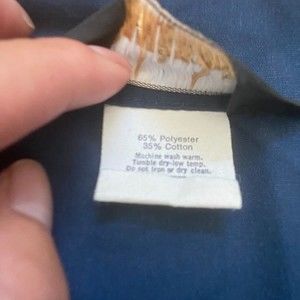 65% Polyester
35% Cotton
Machine wash warm.
Tumble dry-low temp.
Do not iron or dry clean.